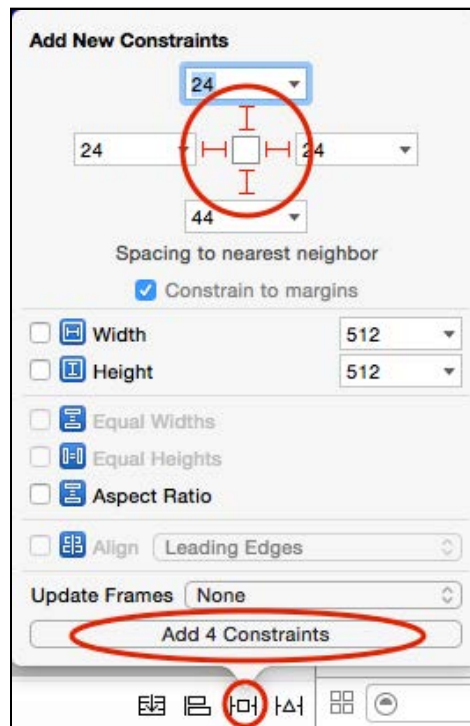 Add New Constraints
24
24 24
44
Spacing to nearest neighbor
Constrain to margins
Width 512
Height 512
Equal Widths
Equal Heights
Aspect Ratio
Align Leading Edges
Update Frames None
Add 4 Constraints